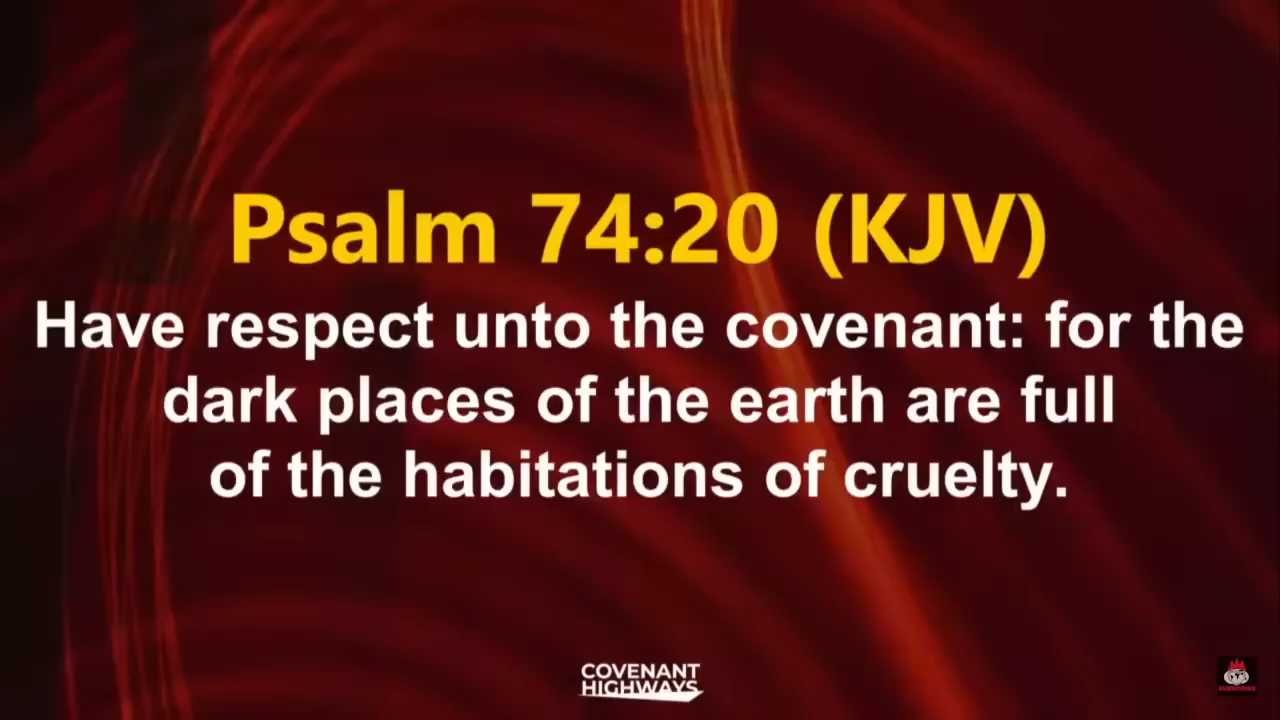 Psalm 74:20 (KJV)
Have respect unto the covenant: for the
dark places of the earth are full
of the habitations of cruelty.
COVENANT
HIGHWAYS
SUBSCRIBE